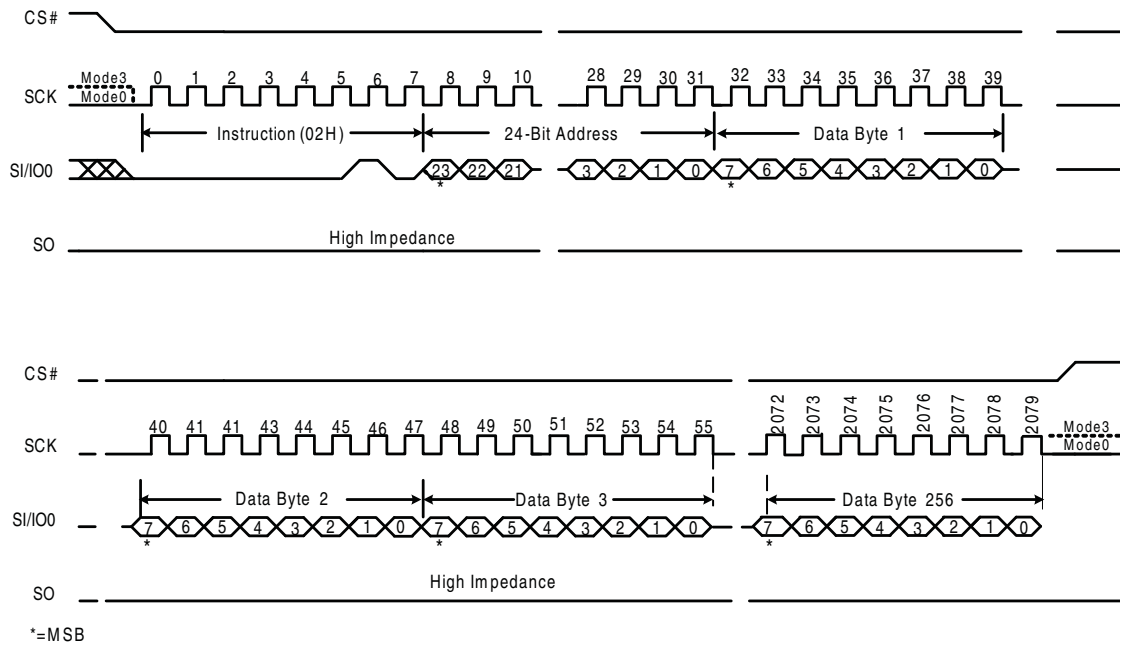 CS#
Mode3 0 1 2 3 4 5 6 7 8 9 10 28 29 30 31 32 33 34 35 36 37 38 39
SCK Mode0
Instruction (02H) 24-Bit Address Data Byte 1
SI/IO0 23 22 21 3 2 1 0 7 6 5 4 3 2 1 0
* *
High Impedance
SO
CS#
40 41 41 43 44 45 46 47 48 49 50 51 52 53 54 55 2072 2073 2074 2075 2076 2077 2078 2079 Mode3
SCK Mode0
Data Byte 2 Data Byte 3 Data Byte 256
SI/IO0 7 6 5 4 3 2 1 0 7 6 5 4 3 2 1 0 7 6 5 4 3 2 1 0
* * *
High Impedance
SO
*=MSB